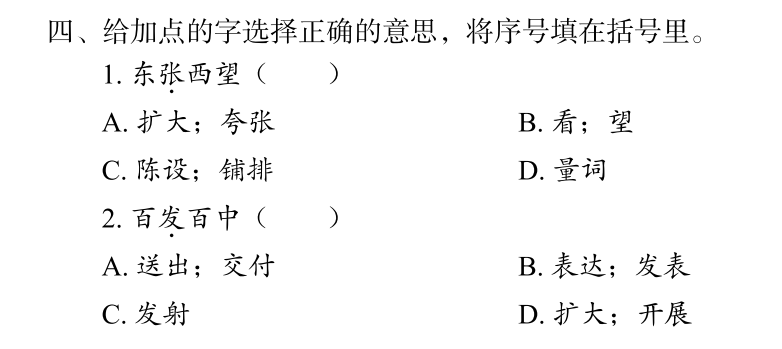 四、给加点的字选择正确的意思，将序号填在括号里。
1. 东张西望（　　）
A. 扩大；夸张　　B. 看；望
C. 陈设；铺排　　D. 量词
2. 百发百中（　　）
A. 送出；交付　　B. 表达；发表
C. 发射　　D. 扩大；开展